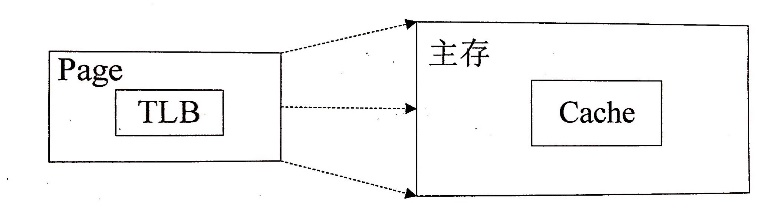 Page
TLB
主存
Cache